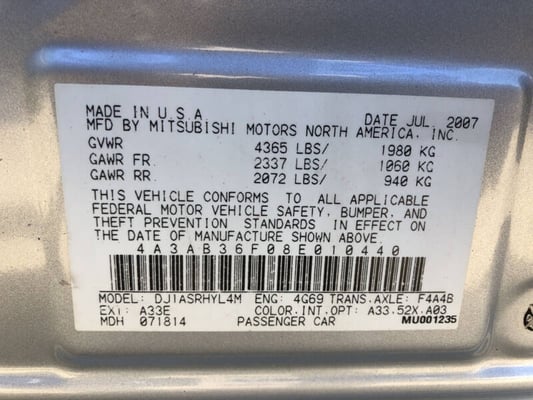 MADE IN U.S.A. DATE JUL 2007
MFD BY MITSUBISHI MOTORS NORTH AMERICA, INC.
GVWR 4365 LBS/ 1980 KG
GAWR FR. 2337 LBS/ 1060 KG
GAWR RR. 2072 LBS/ 940 KG
THIS VEHICLE CONFORMS TO ALL APPLICABLE
FEDERAL MOTOR VEHICLE SAFETY, BUMPER, AND
THEFT PREVENTION STANDARDS IN EFFECT ON
THE DATE OF MANUFACTURE SHOWN ABOVE.
4A3AB36F08E010440
MODEL: DJ1ASRHYL4M ENG: 4G69 TRANS.AXLE: F4A4B
EXT: A33E COLOR.INT.OPT: A33.52X.A03
MDH 071814 PASSENGER CAR MU001235